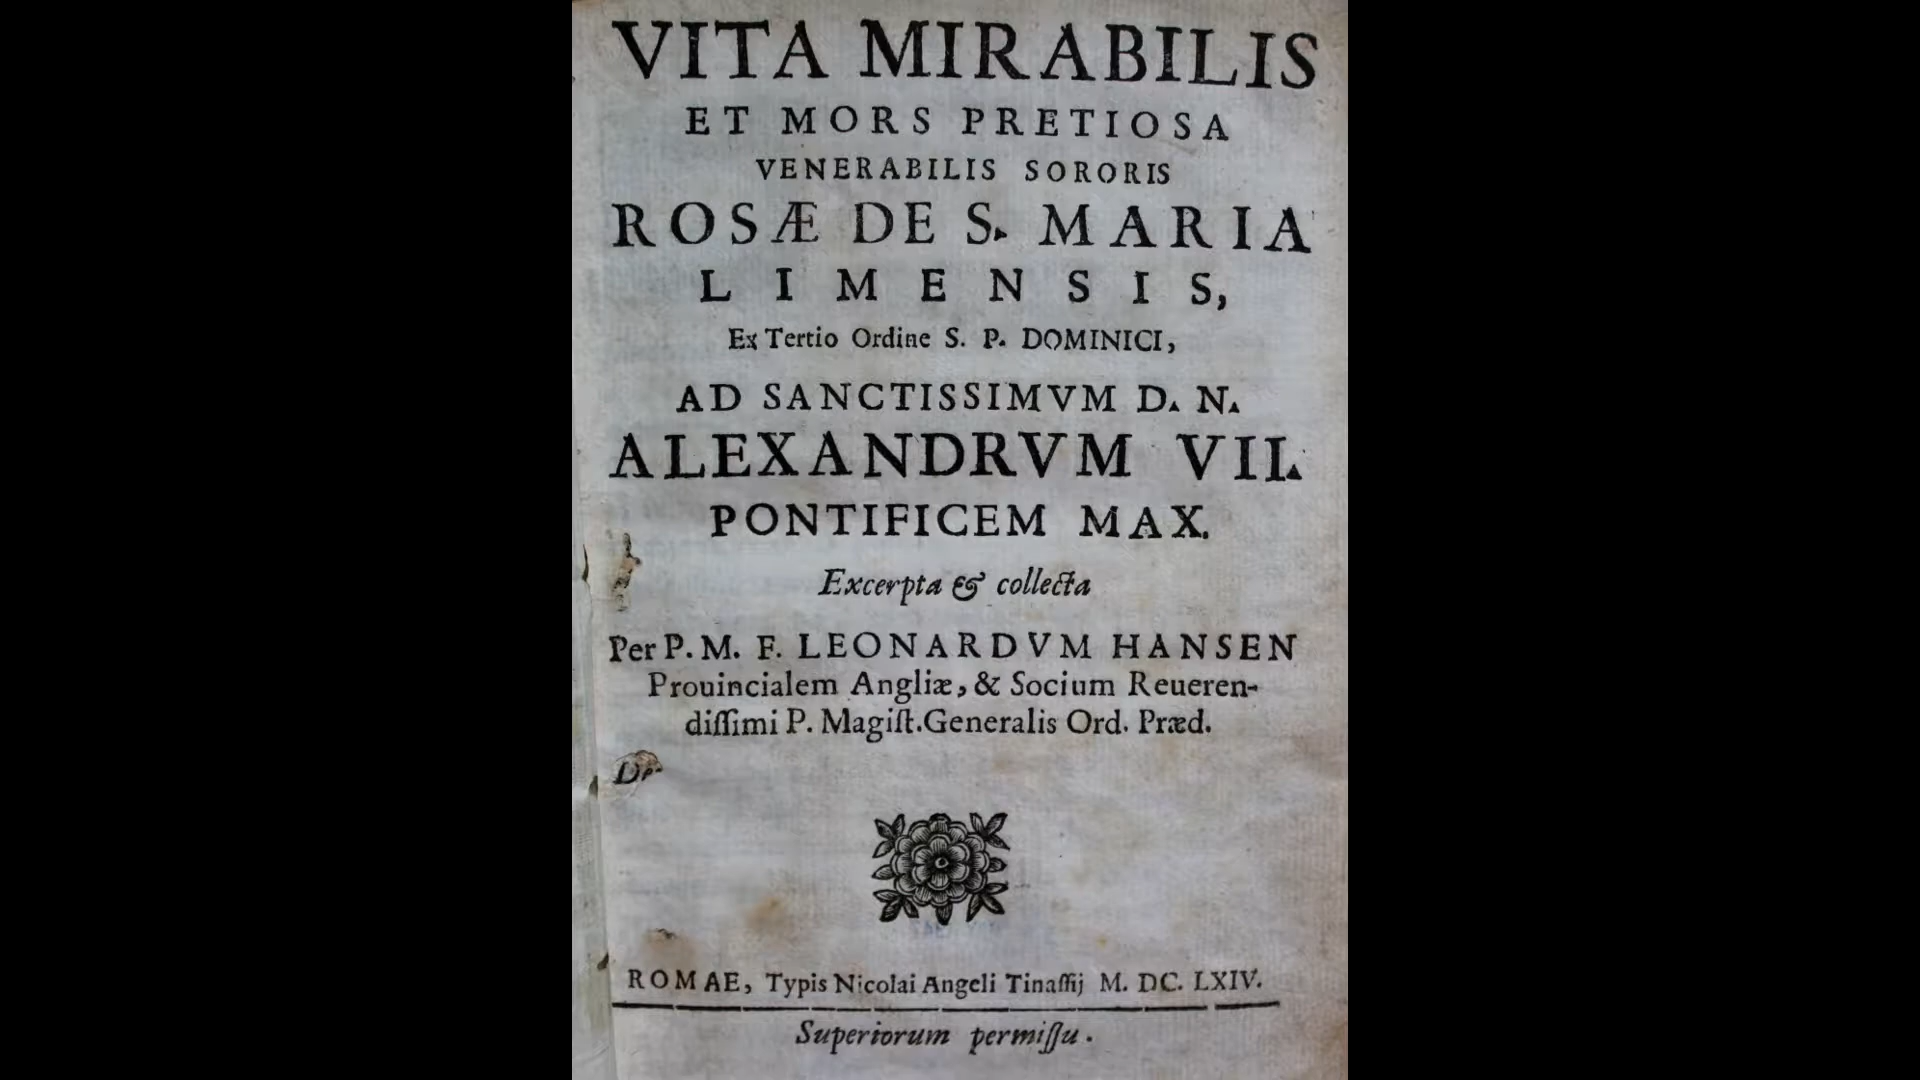 VITA MIRABILIS
ET MORS PRETIOSA
VENERABILIS SORORIS
ROSÆ DE S. MARIA
LIMENSIS,
Ex Tertio Ordine S. P. DOMINICI,
AD SANCTISSIMVM D. N.
ALEXANDRVM VII.
PONTIFICEM MAX.
Excerpta & collecta
Per P. M. F. LEONARDVM HANSEN
Prouincialem Angliæ, & Socium Reueren-
diſſimi P. Magiſt. Generalis Ord. Præd.
ROMAE, Typis Nicolai Angeli Tinaſſij M. DC. LXIV.
Superiorum permiſſu.